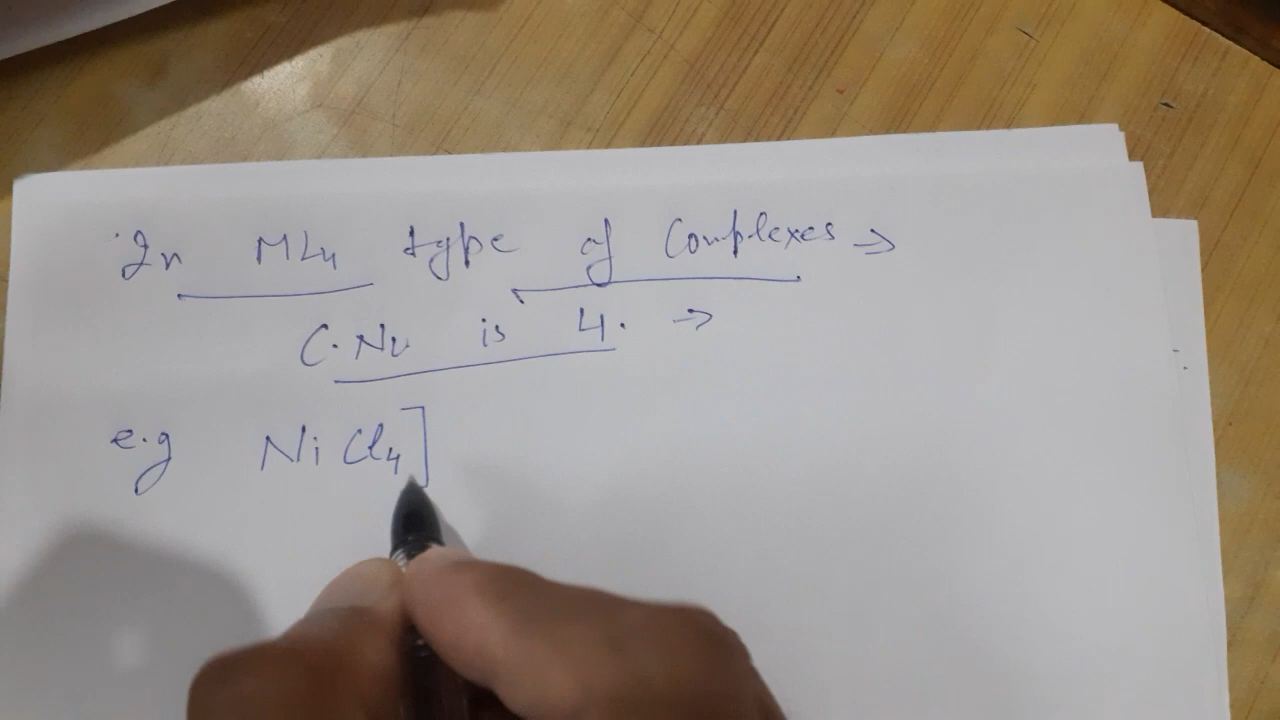 In ML4 type of Complexes →
C.No is 4. →
e.g NiCl4]